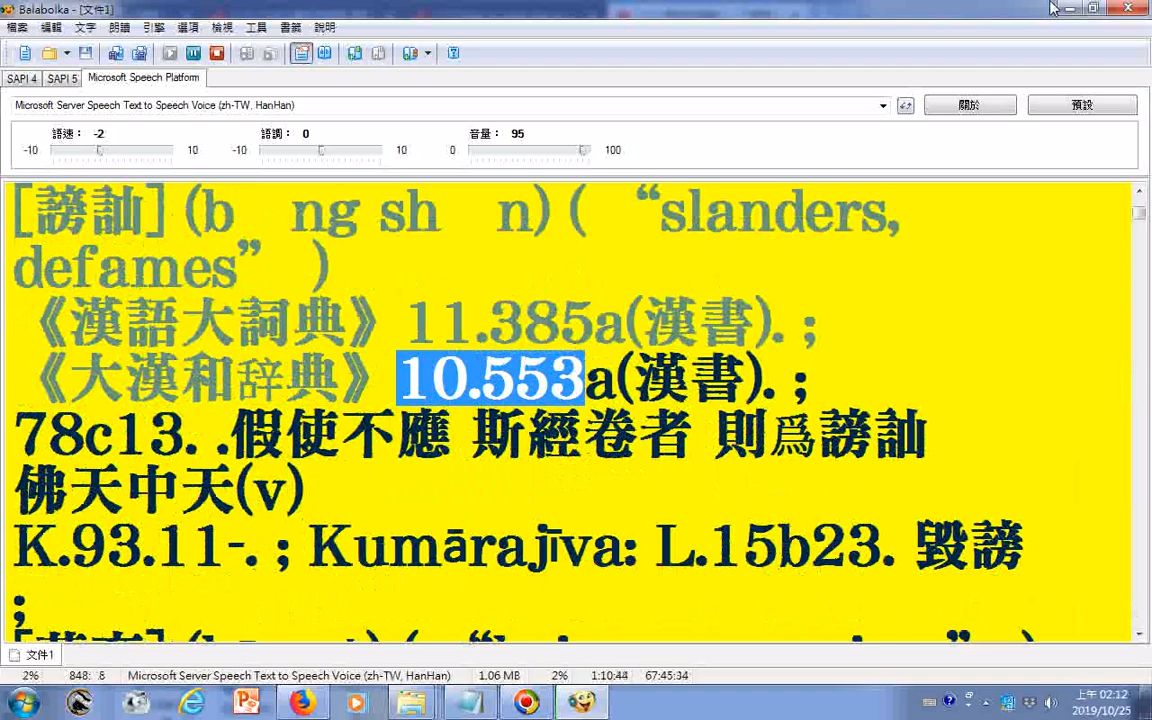 Balabolka - [文件1]
檔案 編輯 文字 朗讀 引擎 選項 檢視 工具 書籤 說明
SAPI 4 SAPI 5 Microsoft Speech Platform
Microsoft Server Speech Text to Speech Voice (zh-TW, HanHan) 關於 預設
語速： -2 語調： 0 音量： 95
-10 10 -10 10 0 100
[謗訕] (b ng sh n) ( “slanders,
defames” )
《漢語大詞典》 11.385a(漢書). ;
《大漢和辞典》 10.553a(漢書). ;
78c13. .假使不應 斯經卷者 則爲謗訕
佛天中天(v)
K.93.11-. ; Kumārajīva: L.15b23. 毀謗
;
文件1
2% 848: 8 Microsoft Server Speech Text to Speech Voice (zh-TW, HanHan) 1.06 MB 2% 1:10:44 67:45:34
上午 02:12
2019/10/25